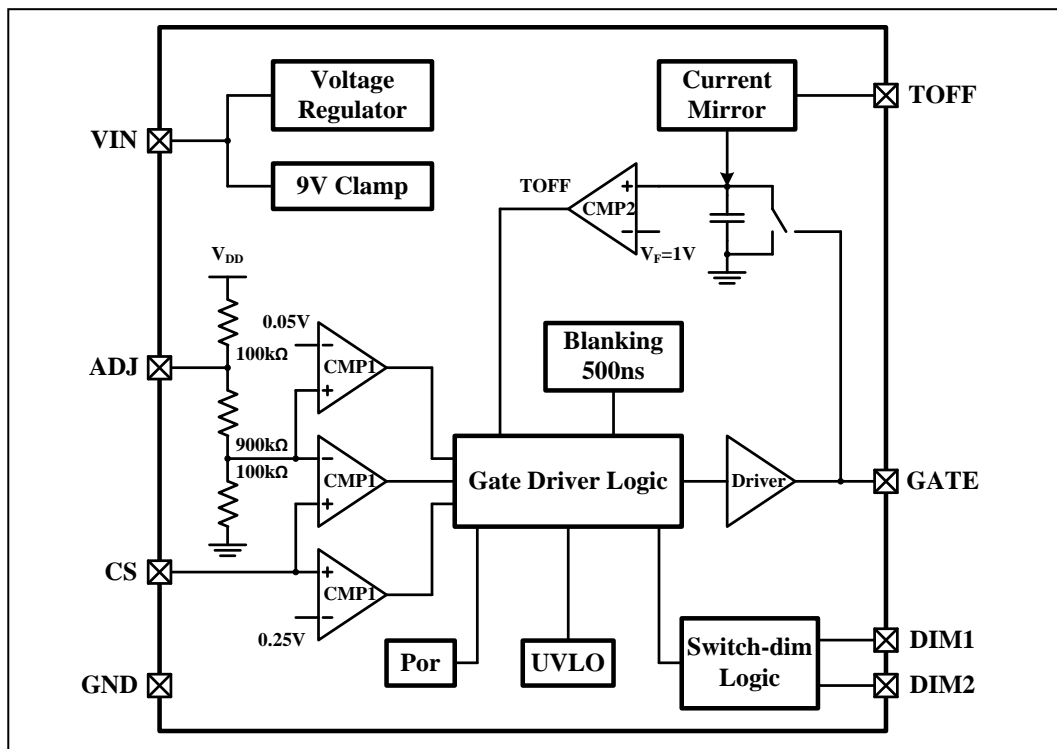 Voltage
Regulator
9V Clamp
VIN
Current
Mirror
TOFF
TOFF
+
CMP2
−
VF=1V
VDD
100kΩ
ADJ
900kΩ
100kΩ
0.05V
−
CMP1
+
−
CMP1
+
CS
+
CMP1
−
0.25V
GND
Blanking
500ns
Gate Driver Logic
Driver
GATE
Por
UVLO
Switch-dim
Logic
DIM1
DIM2